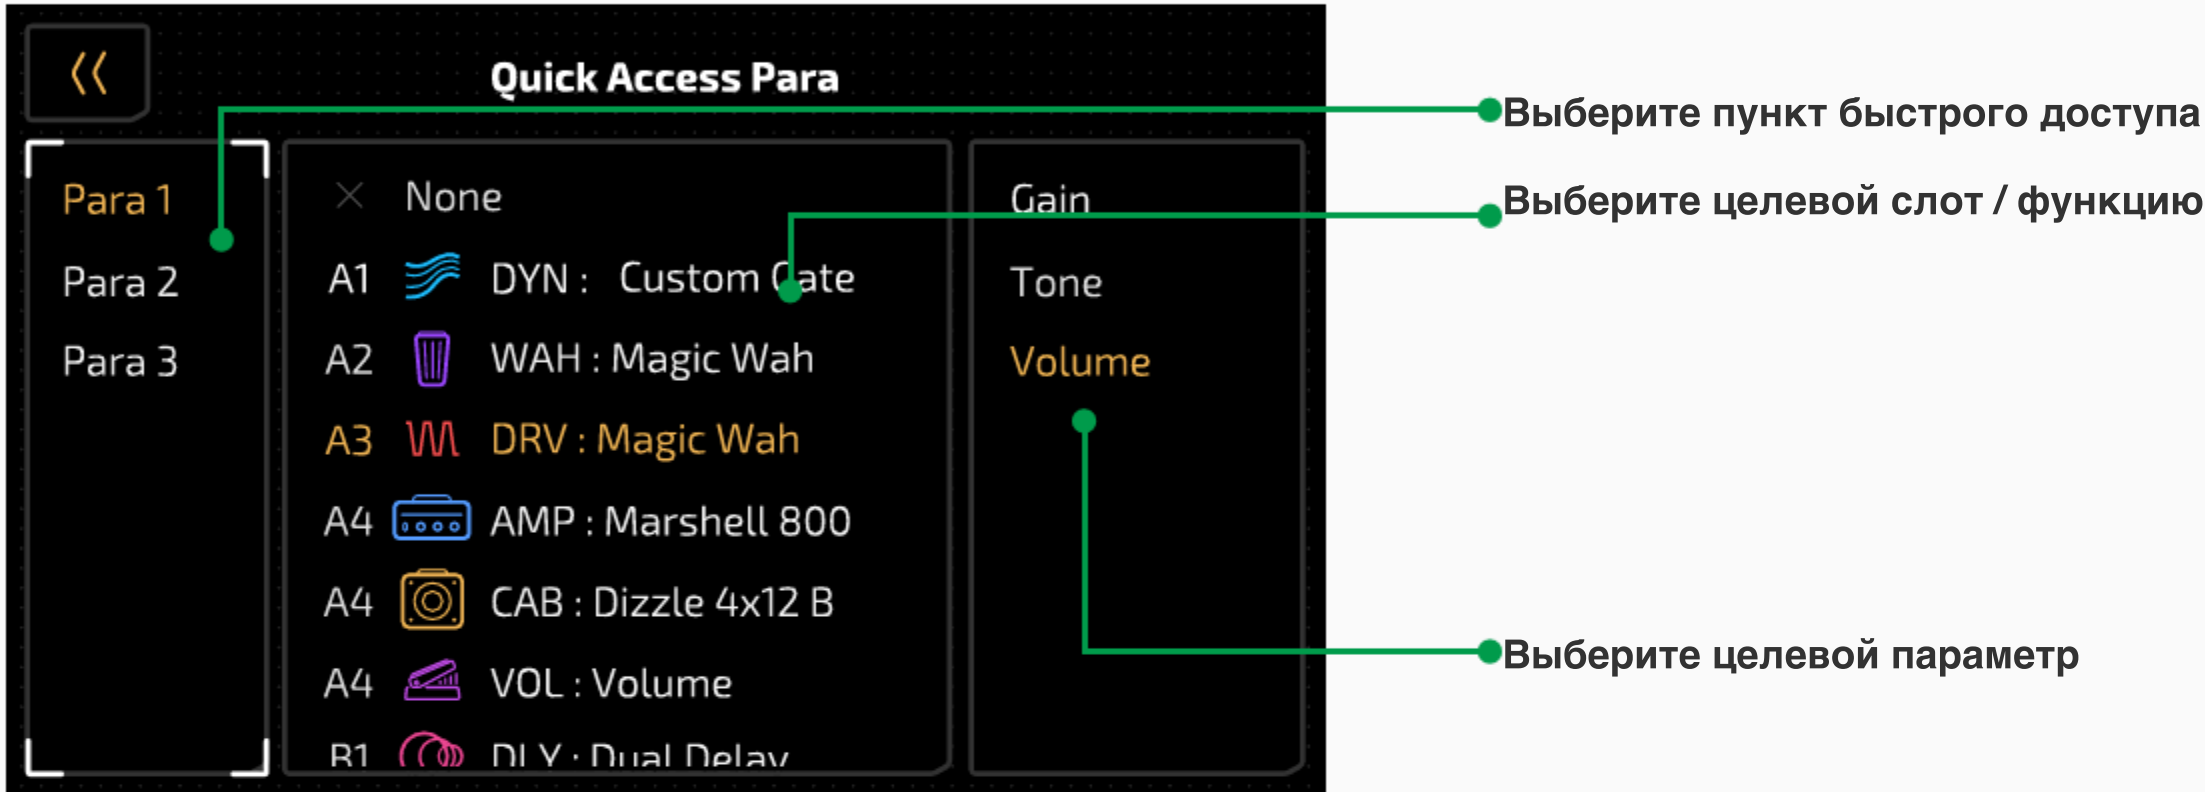 Quick Access Para
Выберите пункт быстрого доступа
Выберите целевой слот / функцию
Para 1
Para 2
Para 3
None
A1 DYN : Custom Gate
A2 WAH : Magic Wah
A3 DRV : Magic Wah
A4 AMP : Marshell 800
A4 CAB : Dizzle 4x12 B
A4 VOL : Volume
B1 DLY : Dual Delay
Gain
Tone
Volume
Выберите целевой параметр